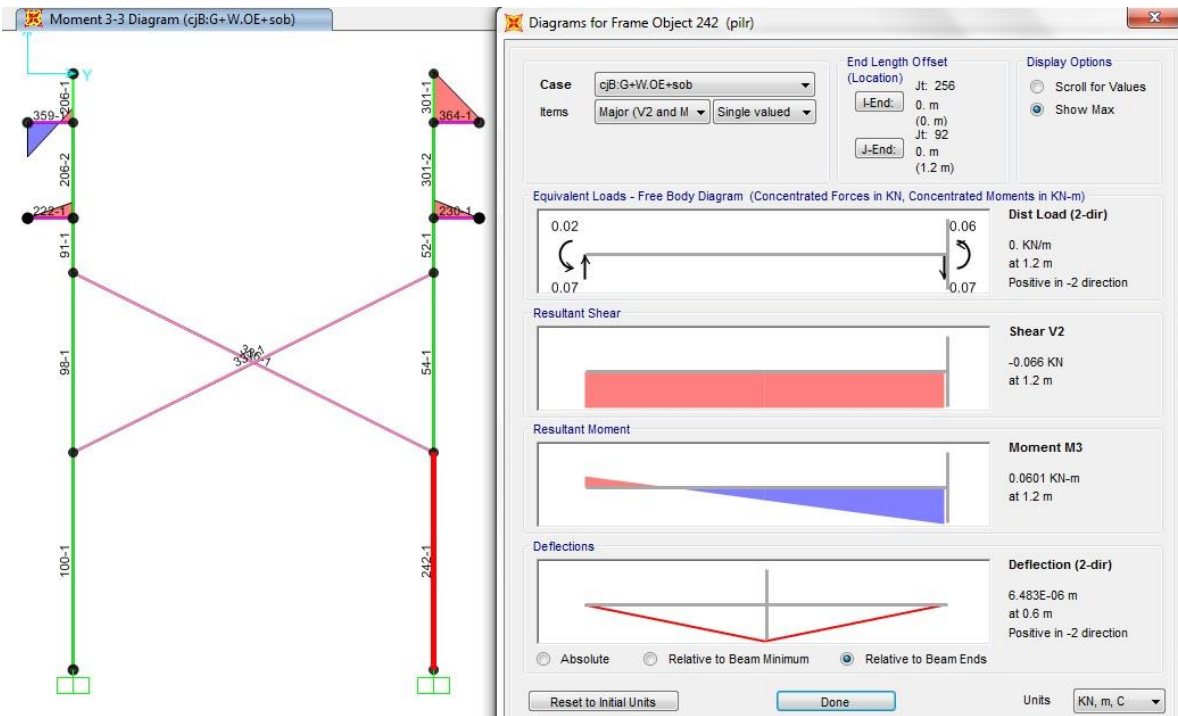 Moment 3-3 Diagram (cjB:G+W.OE+sob)
Y
206-1
359-1
206-2
222-1
91-1
98-1
100-1
301-1
364-1
301-2
230-1
52-1
54-1
242-1
Diagrams for Frame Object 242 (pilr)
Case
cjB:G+W.OE+sob
Items
Major (V2 and M
Single valued
End Length Offset
(Location)
I-End:
Jt: 256
0. m
(0. m)
J-End:
Jt: 92
0. m
(1.2 m)
Display Options
Scroll for Values
Show Max
Equivalent Loads - Free Body Diagram (Concentrated Forces in KN, Concentrated Moments in KN-m)
0.02
0.06
0.07
0.07
Dist Load (2-dir)
0. KN/m
at 1.2 m
Positive in -2 direction
Resultant Shear
Shear V2
-0.066 KN
at 1.2 m
Resultant Moment
Moment M3
0.0601 KN-m
at 1.2 m
Deflections
Deflection (2-dir)
6.483E-06 m
at 0.6 m
Positive in -2 direction
Absolute
Relative to Beam Minimum
Relative to Beam Ends
Reset to Initial Units
Done
Units
KN, m, C